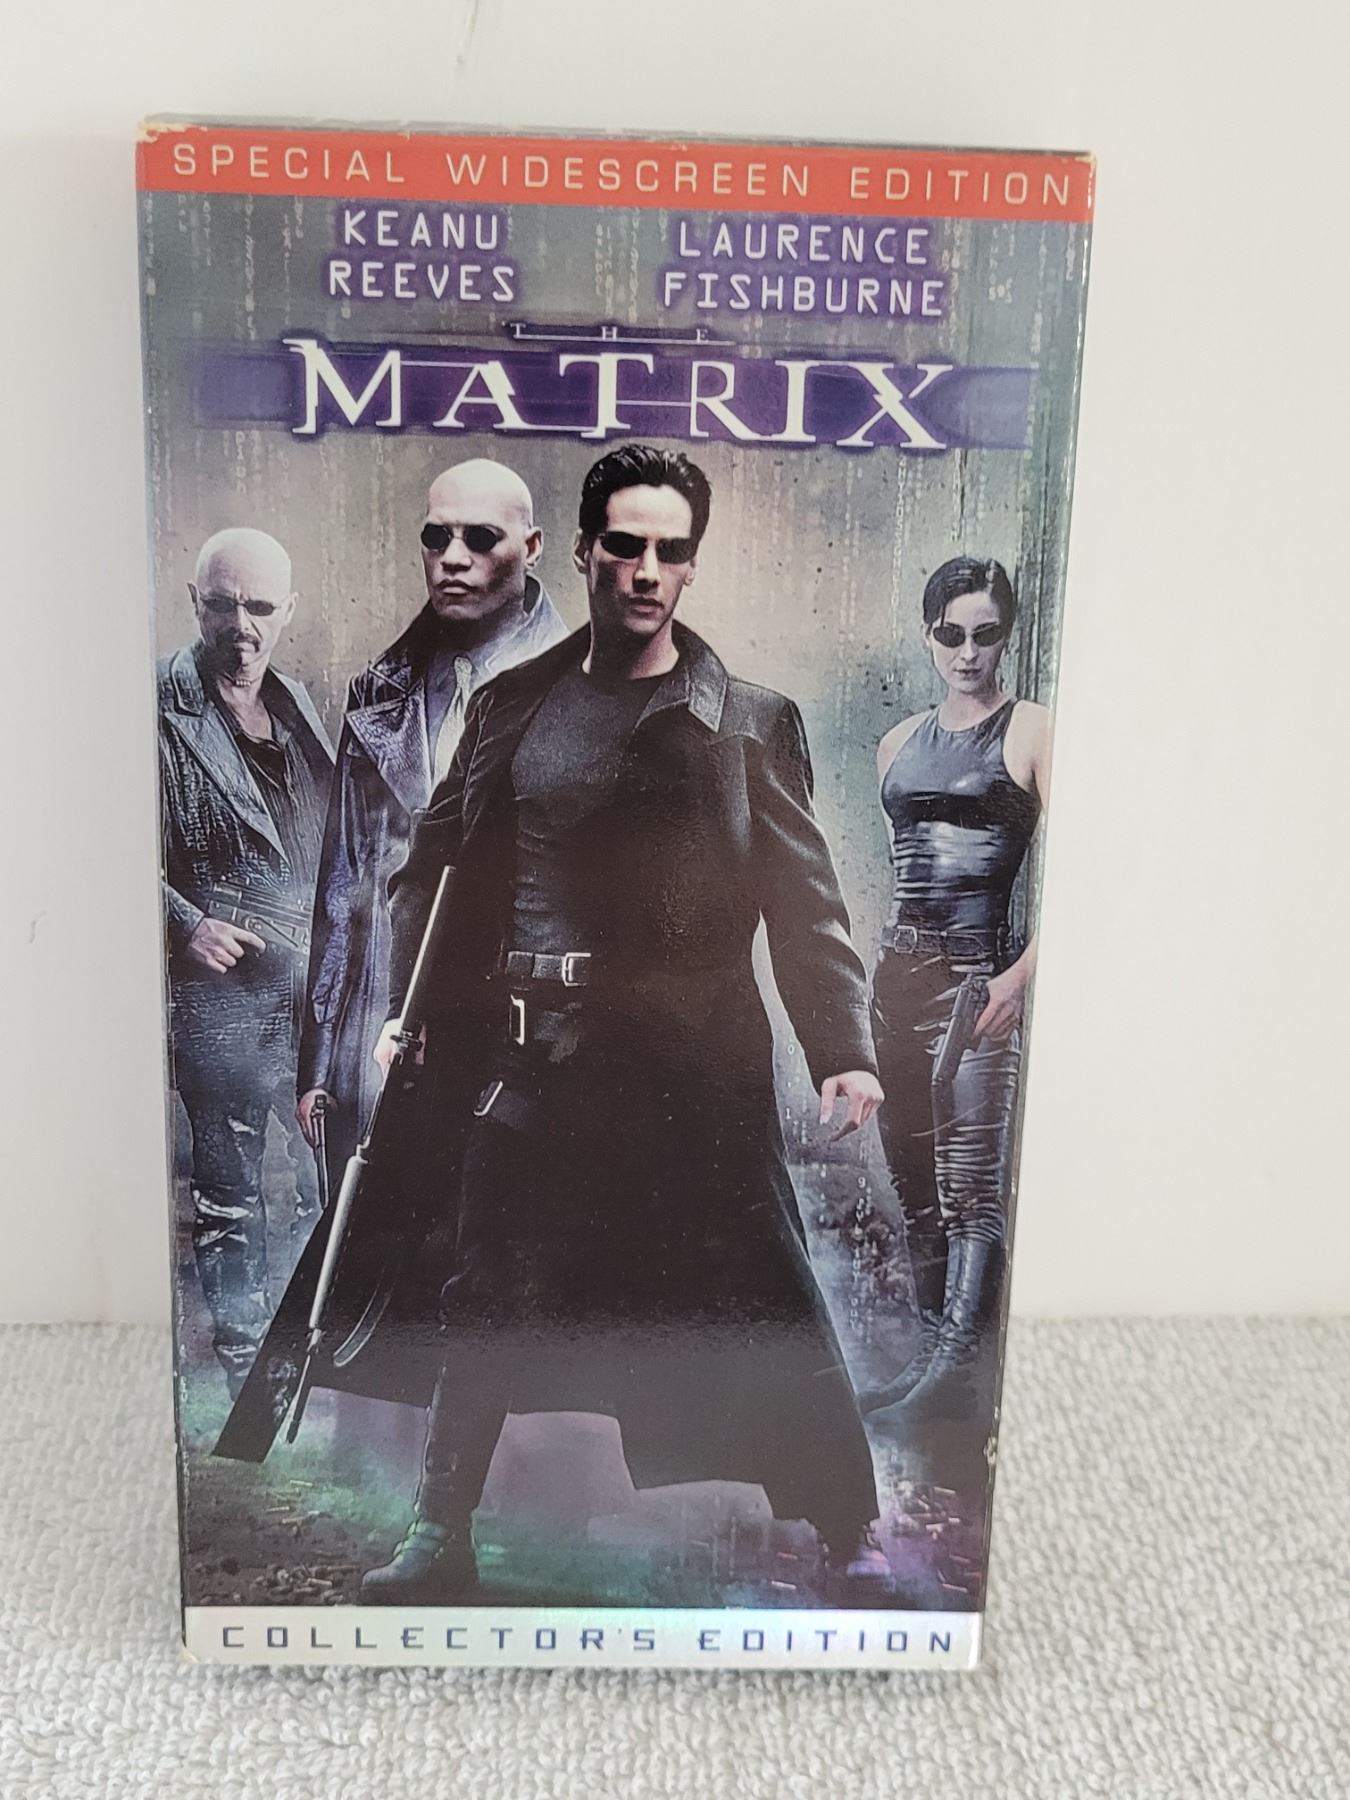 SPECIAL WIDESCREEN EDITION
KEANU
REEVES
LAURENCE
FISHBURNE
THE
MATRIX
COLLECTOR'S EDITION